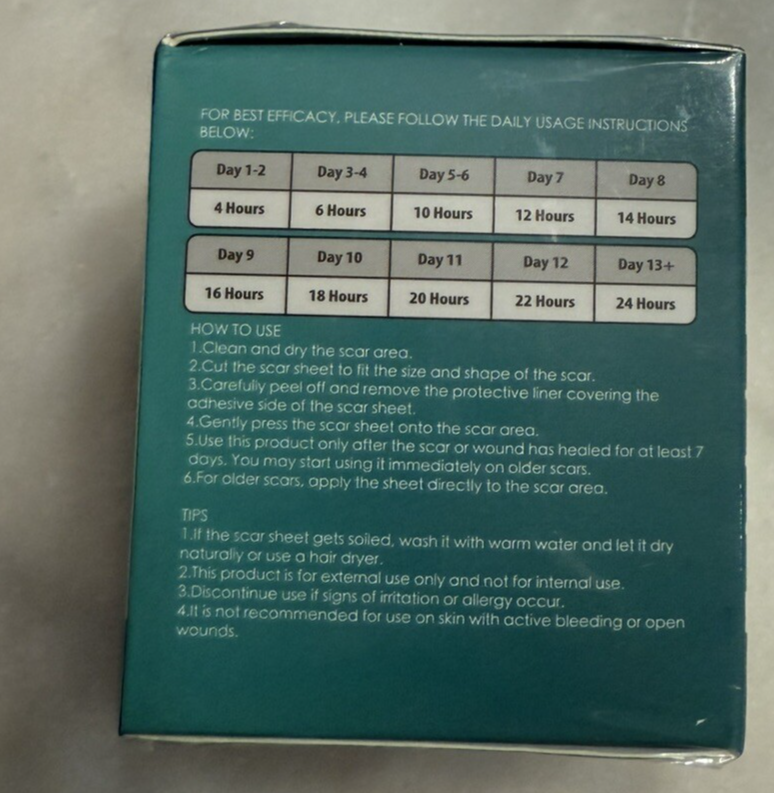 FOR BEST EFFICACY, PLEASE FOLLOW THE DAILY USAGE INSTRUCTIONS
BELOW:
Day 1-2 Day 3-4 Day 5-6 Day 7 Day 8
4 Hours 6 Hours 10 Hours 12 Hours 14 Hours
Day 9 Day 10 Day 11 Day 12 Day 13+
16 Hours 18 Hours 20 Hours 22 Hours 24 Hours
HOW TO USE
1.Clean and dry the scar area.
2.Cut the scar sheet to fit the size and shape of the scar.
3.Carefully peel off and remove the protective liner covering the
adhesive side of the scar sheet.
4.Gently press the scar sheet onto the scar area.
5.Use this product only after the scar or wound has healed for at least 7
days. You may start using it immediately on older scars.
6.For older scars, apply the sheet directly to the scar area.
TIPS
1.If the scar sheet gets soiled, wash it with warm water and let it dry
naturally or use a hair dryer.
2.This product is for external use only and not for internal use.
3.Discontinue use if signs of irritation or allergy occur.
4.It is not recommended for use on skin with active bleeding or open
wounds.